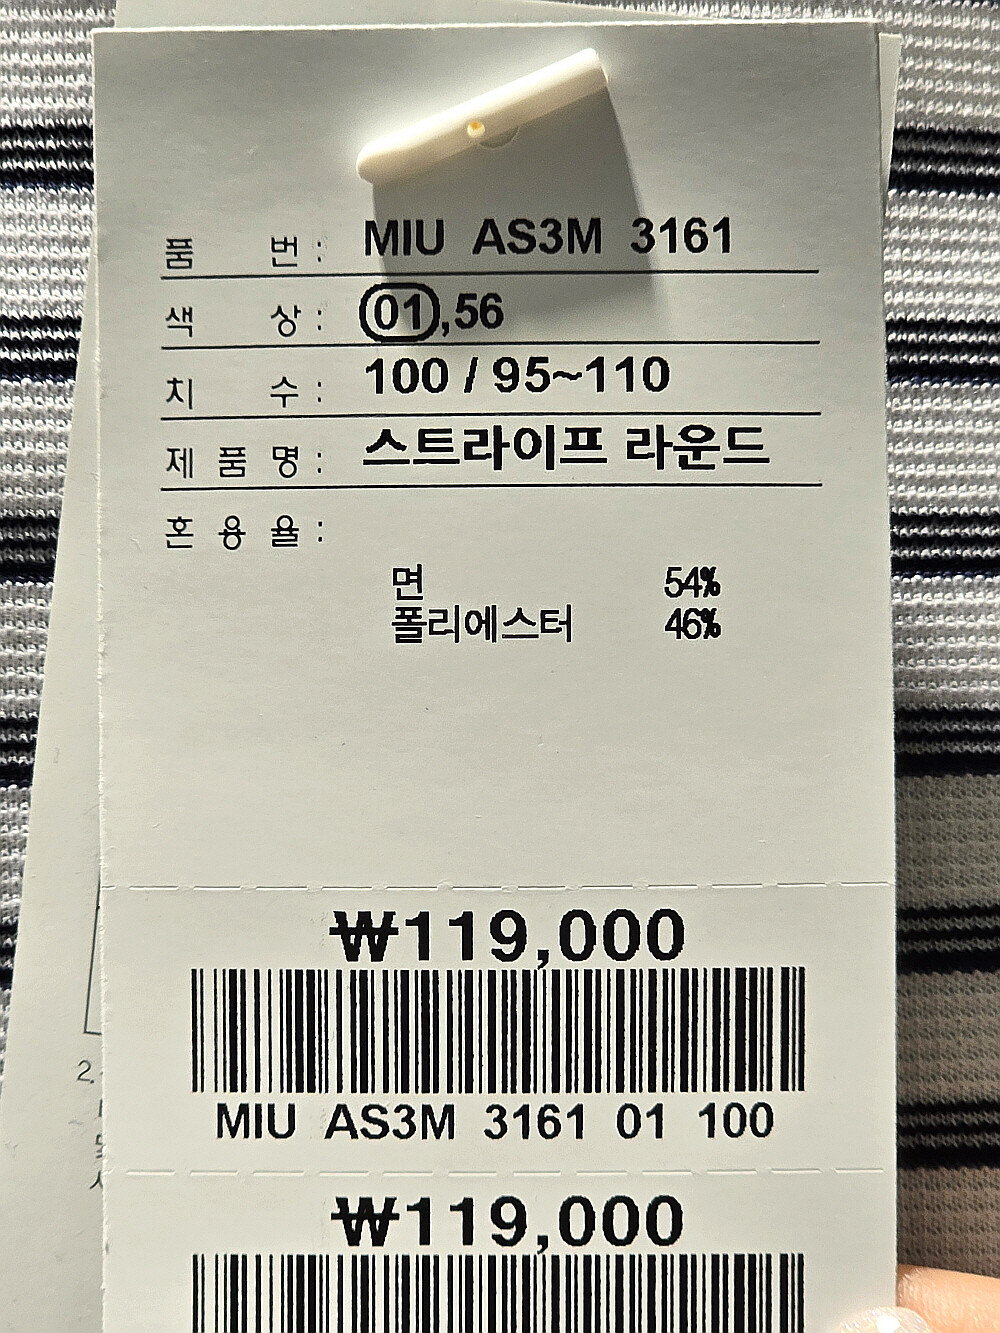 품 번 : MIU AS3M 3161
색 상 : 01,56
치 수 : 100 / 95~110
제 품 명 : 스트라이프 라운드
혼 용 율 :
면 54%
폴리에스터 46%
₩119,000
MIU AS3M 3161 01 100
₩119,000
2.